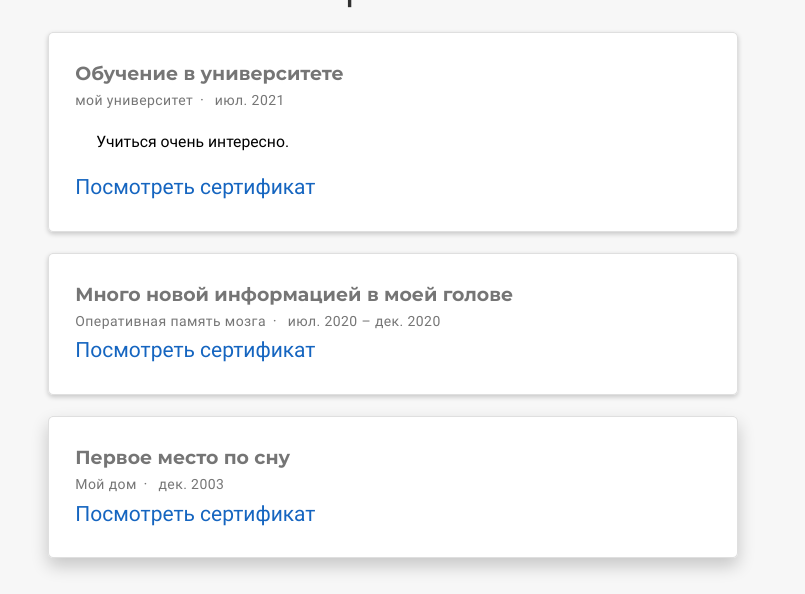 Обучение в университете
мой университет · июл. 2021
Учиться очень интересно.
Посмотреть сертификат
Много новой информацией в моей голове
Оперативная память мозга · июл. 2020 – дек. 2020
Посмотреть сертификат
Первое место по сну
Мой дом · дек. 2003
Посмотреть сертификат